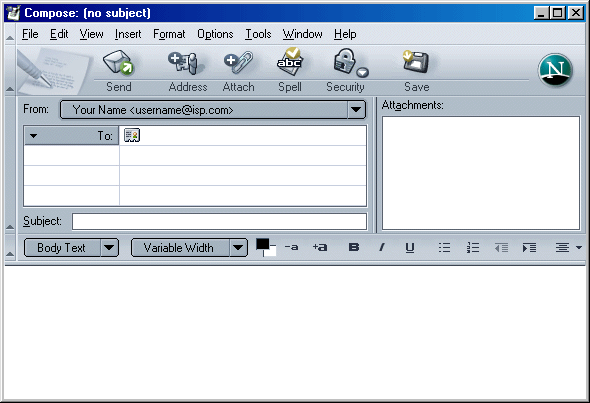 Compose: (no subject)
File Edit View Insert Format Options Tools Window Help
abc
Send Address Attach Spell Security Save
N
From: Your Name <username@isp.com>
Attachments:
To:
Subject:
Body Text Variable Width -a +a B I U